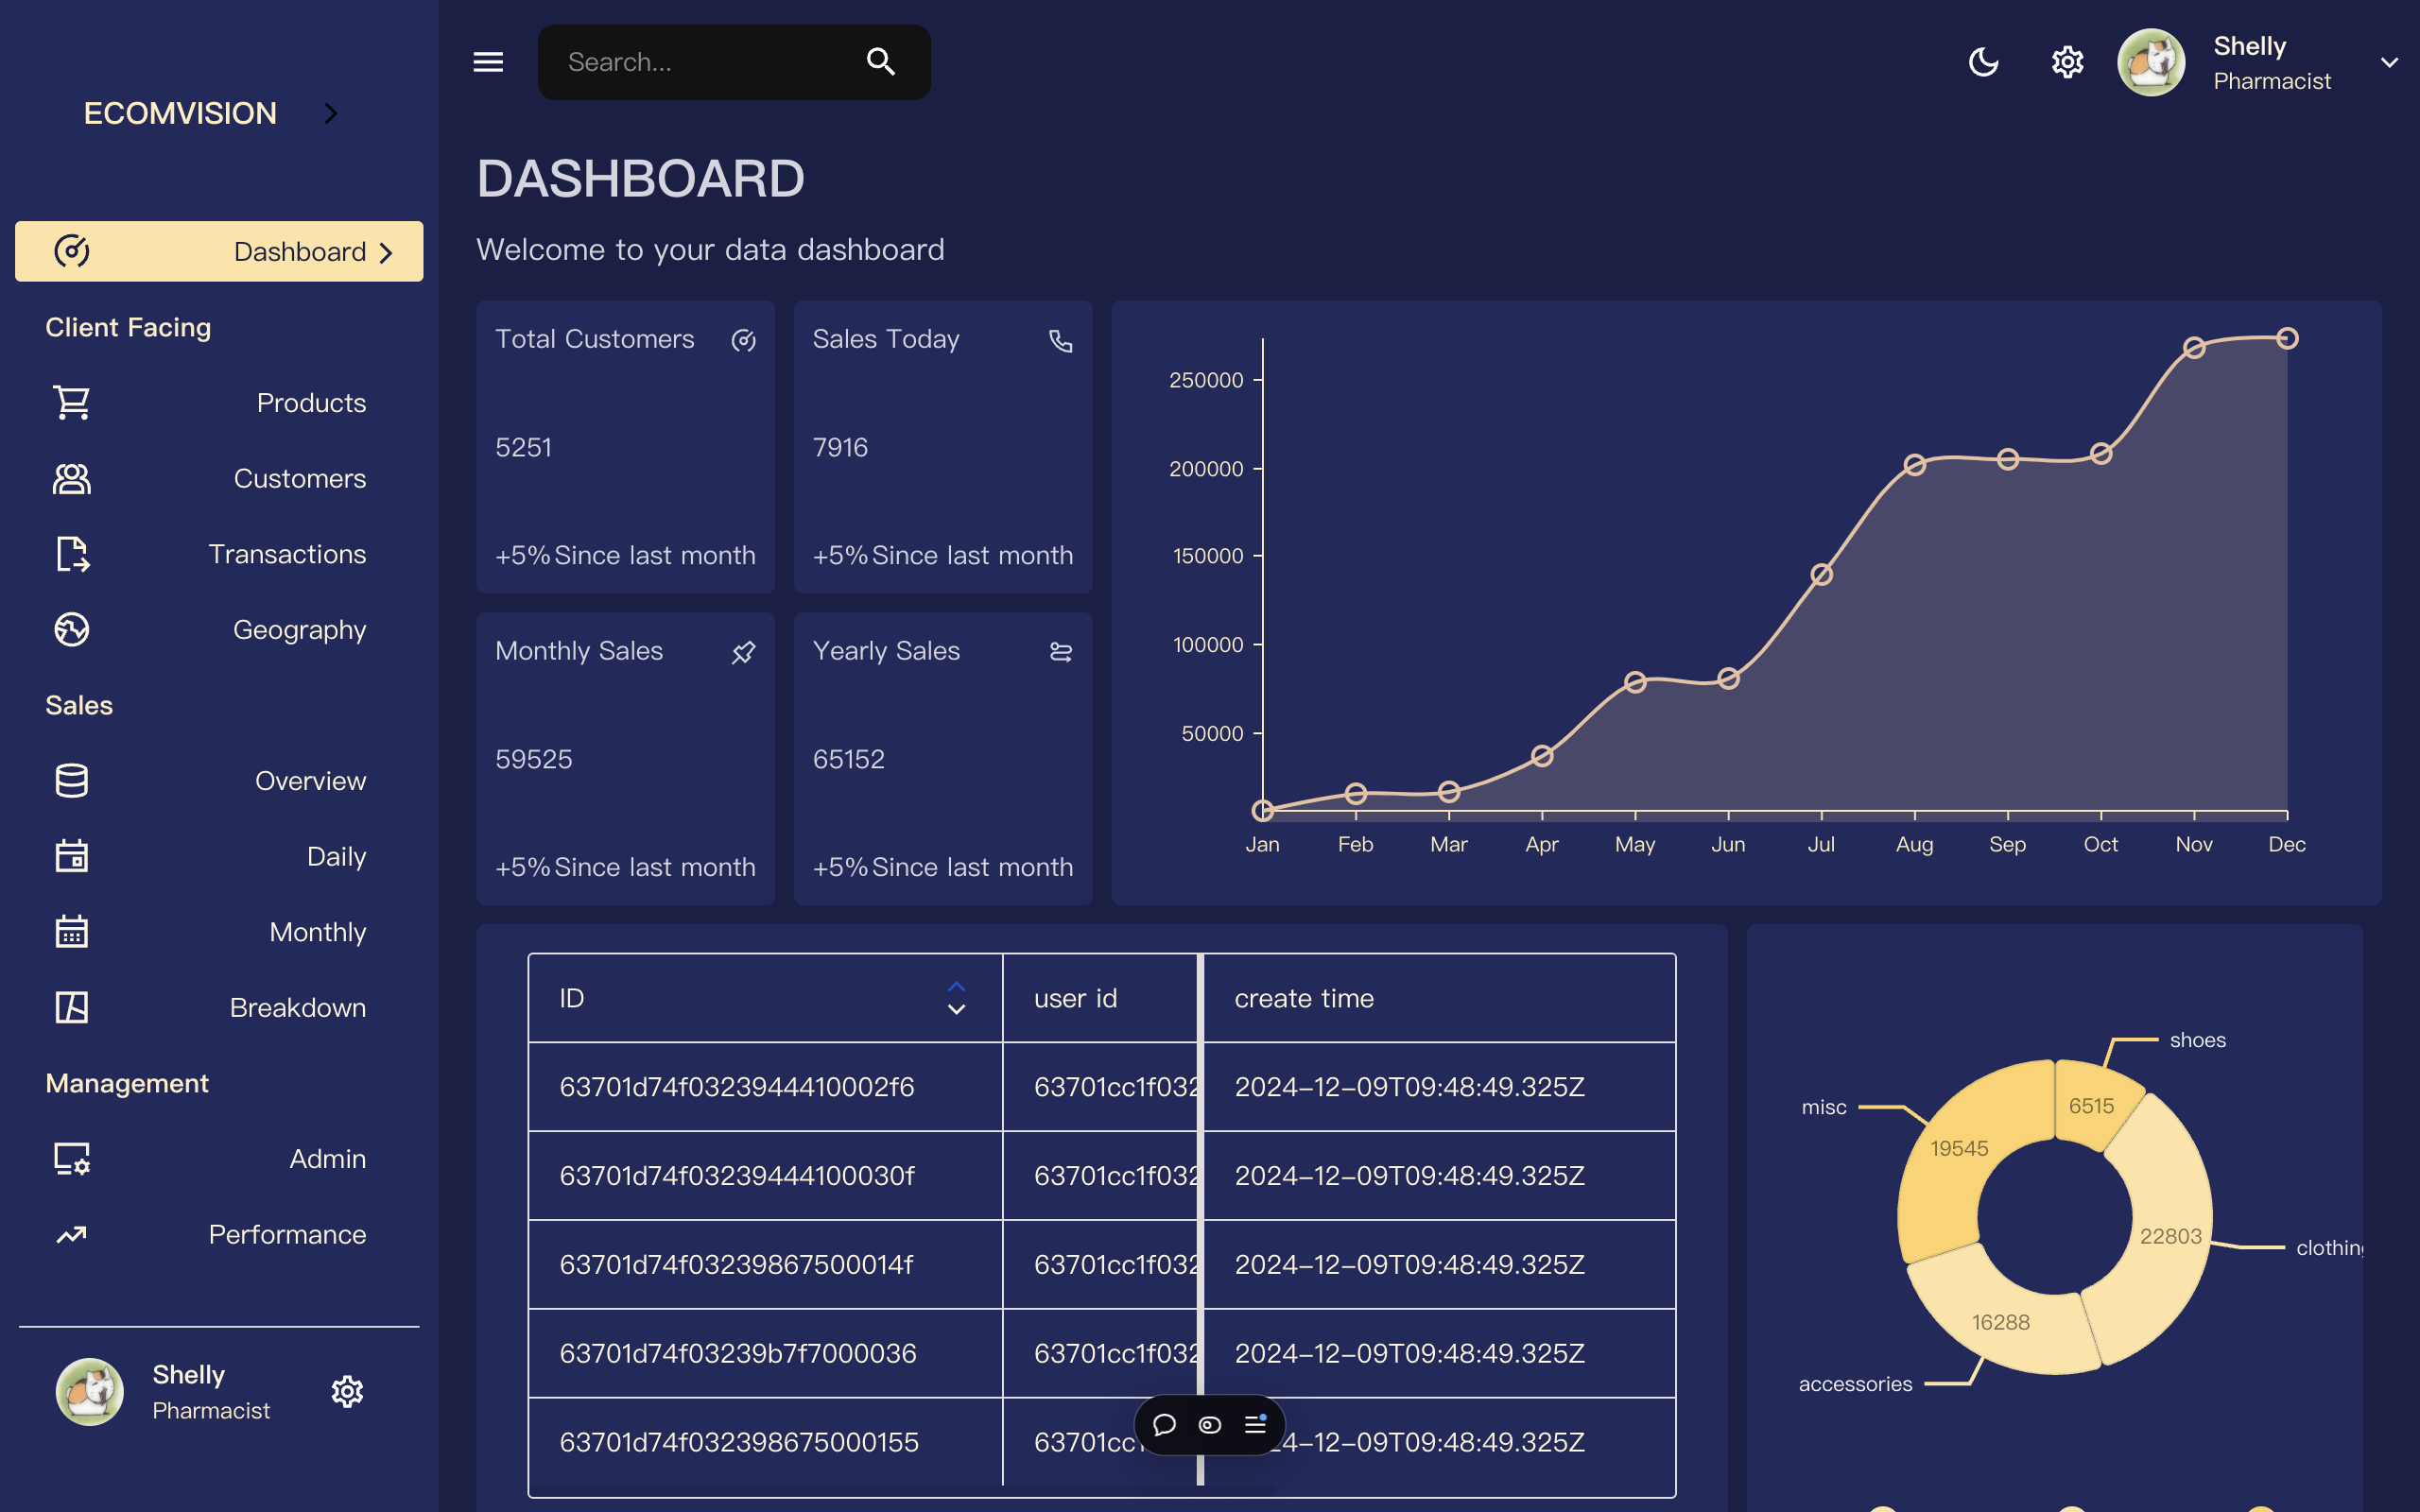 ECOMVISION
Dashboard
Client Facing
Products
Customers
Transactions
Geography
Sales
Overview
Daily
Monthly
Breakdown
Management
Admin
Performance
Shelly
Pharmacist
Search...
Shelly
Pharmacist
DASHBOARD
Welcome to your data dashboard
Total Customers
5251
+5% Since last month
Sales Today
7916
+5% Since last month
Monthly Sales
59525
+5% Since last month
Yearly Sales
65152
+5% Since last month
250000
200000
150000
100000
50000
Jan Feb Mar Apr May Jun Jul Aug Sep Oct Nov Dec
ID user id create time
63701d74f0323944410002f6 63701cc1f032 2024-12-09T09:48:49.325Z
63701d74f03239444100030f 63701cc1f032 2024-12-09T09:48:49.325Z
63701d74f03239867500014f 63701cc1f032 2024-12-09T09:48:49.325Z
63701d74f03239b7f7000036 63701cc1f032 2024-12-09T09:48:49.325Z
63701d74f032398675000155 63701cc 4-12-09T09:48:49.325Z
shoes
6515
misc
19545
22803
clothing
16288
accessories